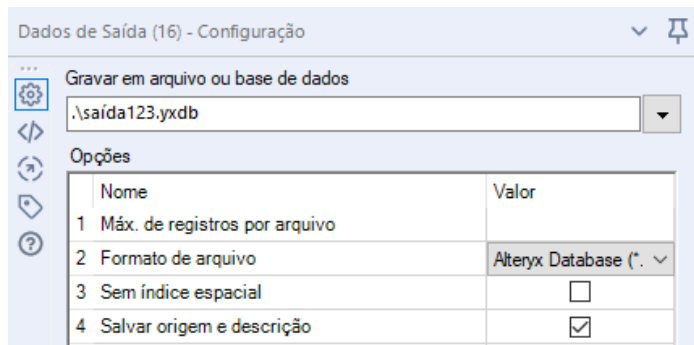 Dados de Saída (16) - Configuração
Gravar em arquivo ou base de dados
.\saída123.yxdb
Opções
Nome Valor
1 Máx. de registros por arquivo
2 Formato de arquivo Alteryx Database (*.
3 Sem índice espacial
4 Salvar origem e descrição